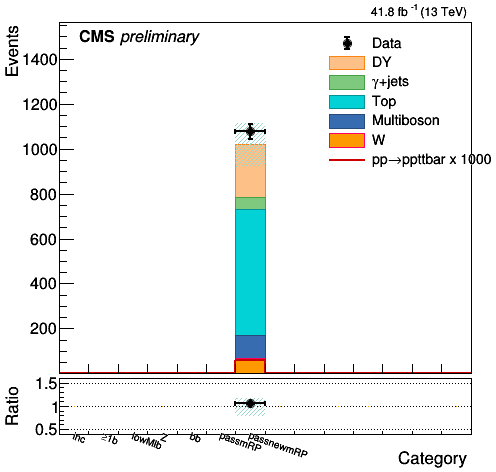 41.8 fb⁻¹ (13 TeV)
CMS preliminary
Events
1400
1200
1000
800
600
400
200
Data
DY
γ+jets
Top
Multiboson
W
pp→ppttbar x 1000
Ratio
1.5
1
0.5
inc
≥1b
lowMlb
Z
bb
passmRP
passnewmRP
Category